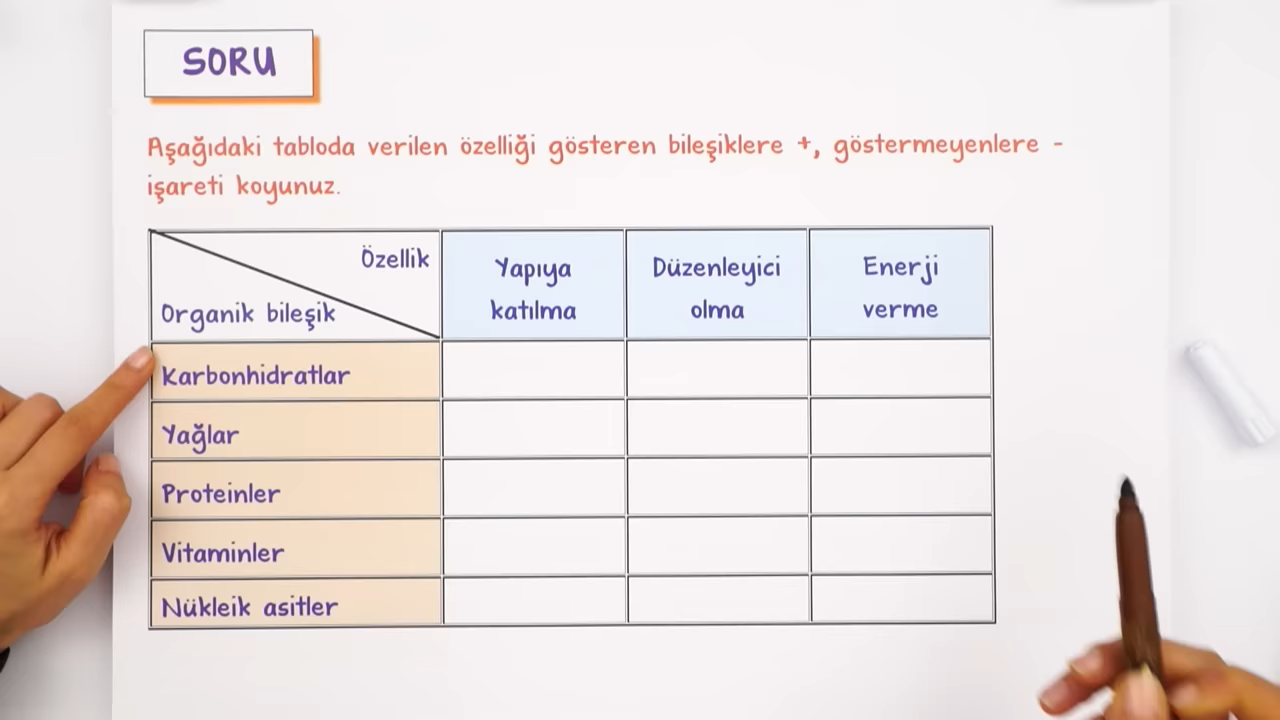 SORU
Aşağıdaki tabloda verilen özelliği gösteren bileşiklere +, göstermeyenlere -
işareti koyunuz.
Özellik
Organik bileşik
Yapıya
katılma
Düzenleyici
olma
Enerji
verme
Karbonhidratlar
Yağlar
Proteinler
Vitaminler
Nükleik asitler